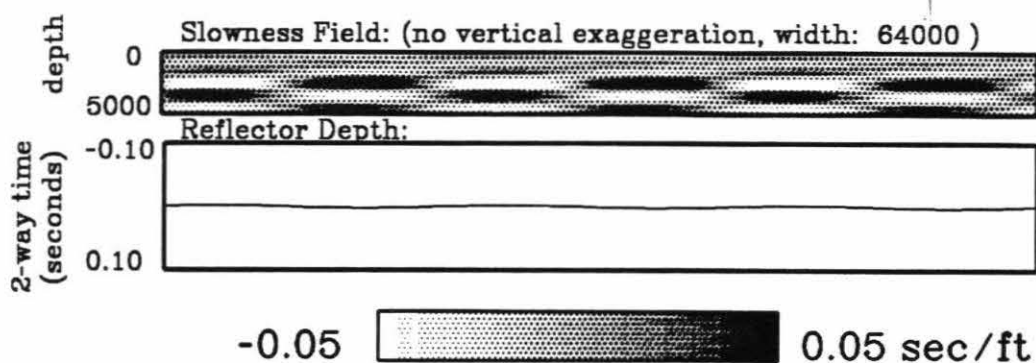 Slowness Field: (no vertical exaggeration, width: 64000 )
depth
0
5000
Reflector Depth:
2-way time
(seconds)
-0.10
0.10
-0.05
0.05 sec/ft